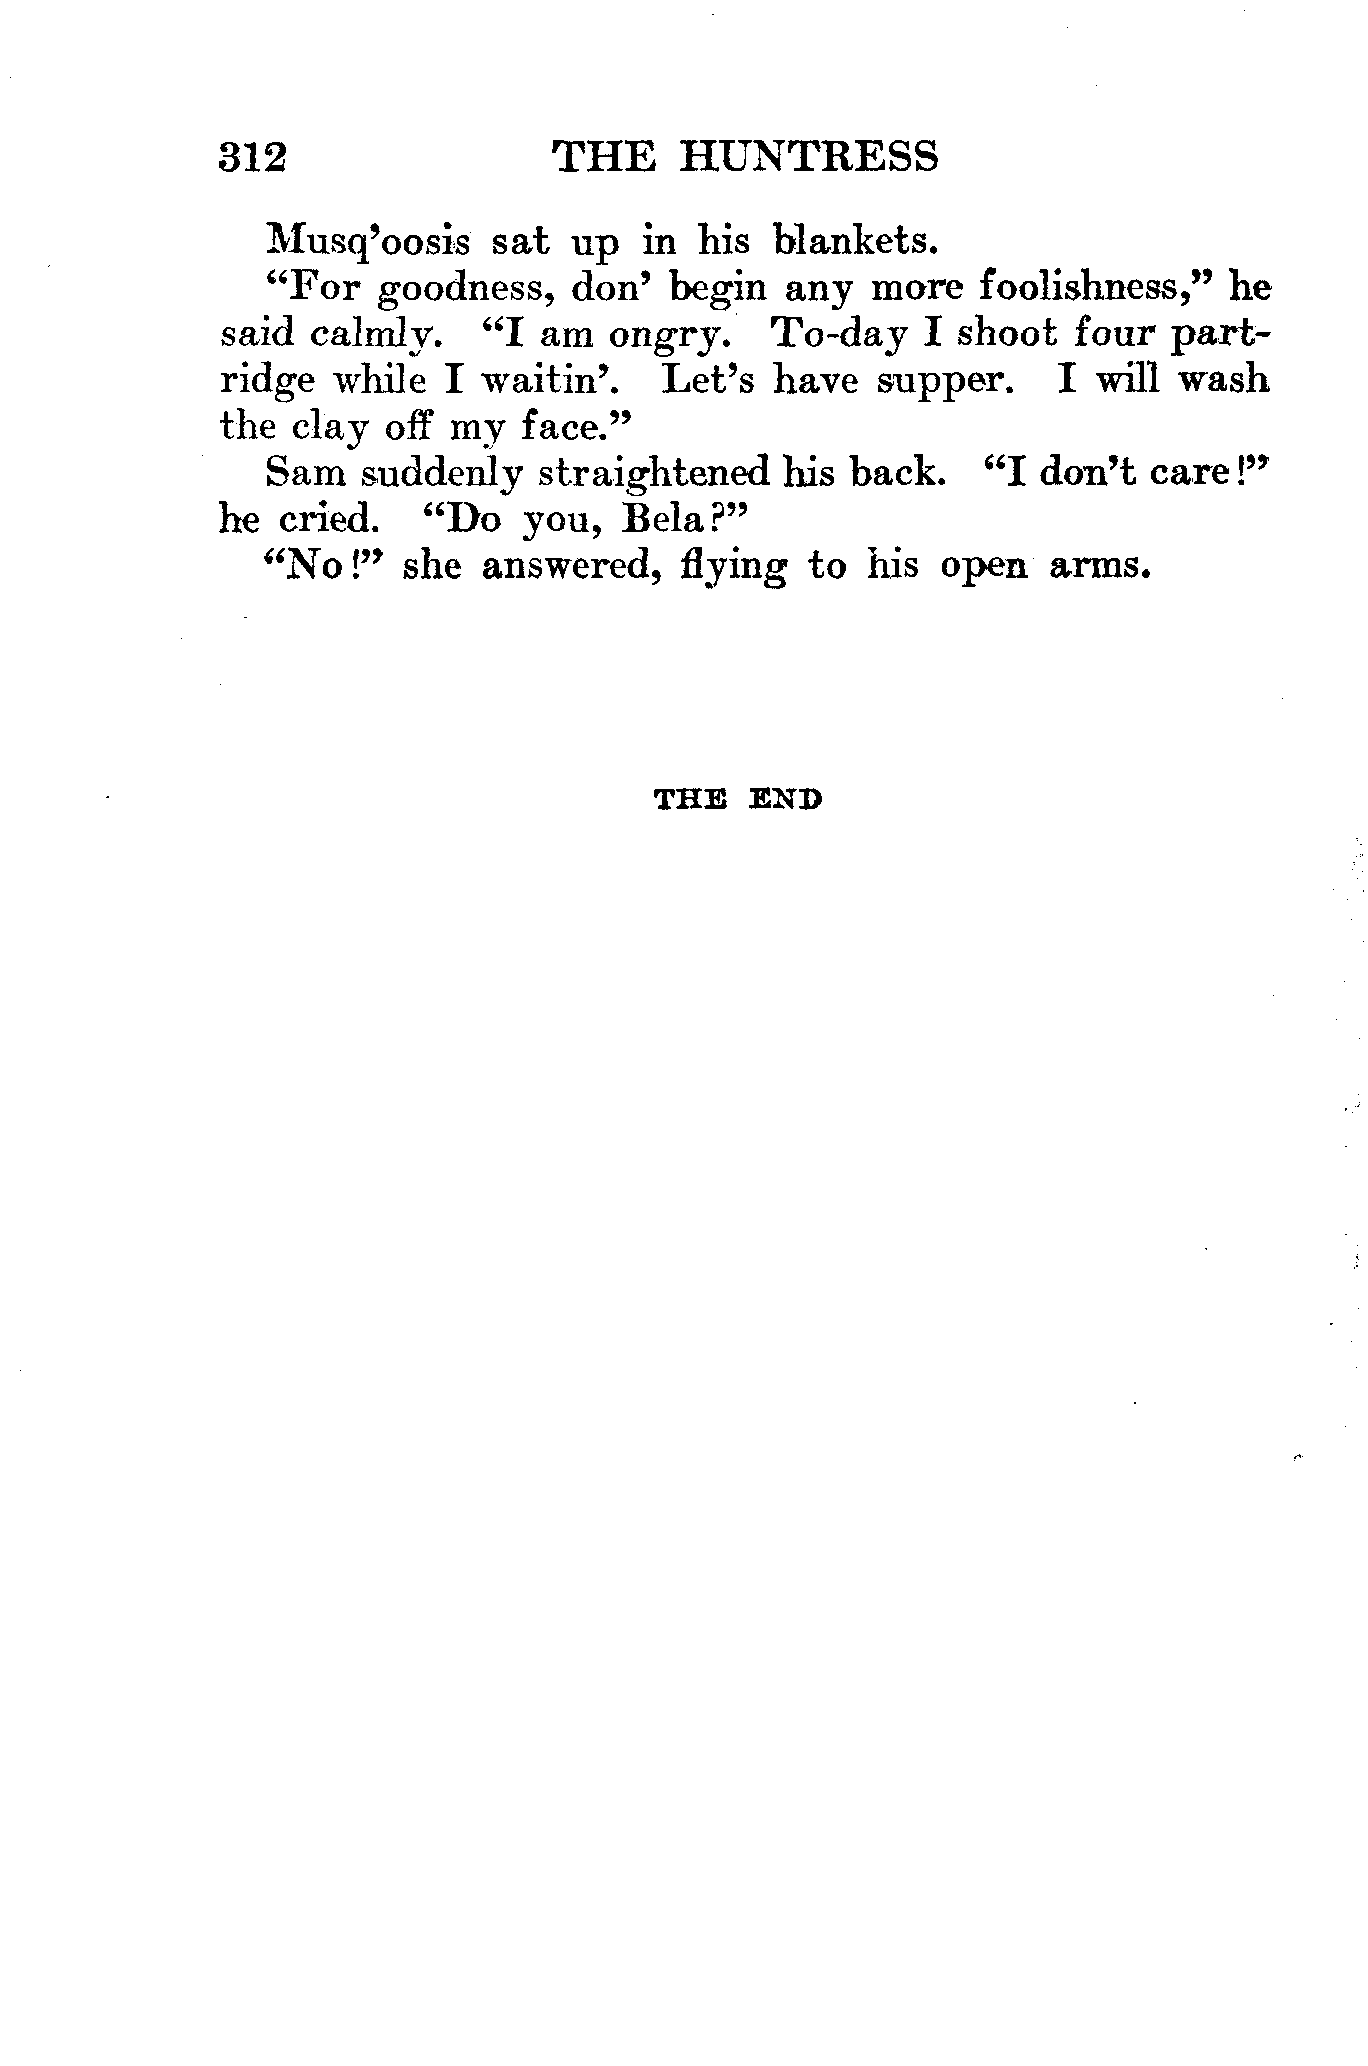 312 THE HUNTRESS
Musq’oosis sat up in his blankets.
“For goodness, don’ begin any more foolishness,” he
said calmly. “I am ongry. To-day I shoot four part-
ridge while I waitin’. Let’s have supper. I will wash
the clay off my face.”
Sam suddenly straightened his back. “I don’t care!”
he cried. “Do you, Bela?”
“No!” she answered, flying to his open arms.
THE END